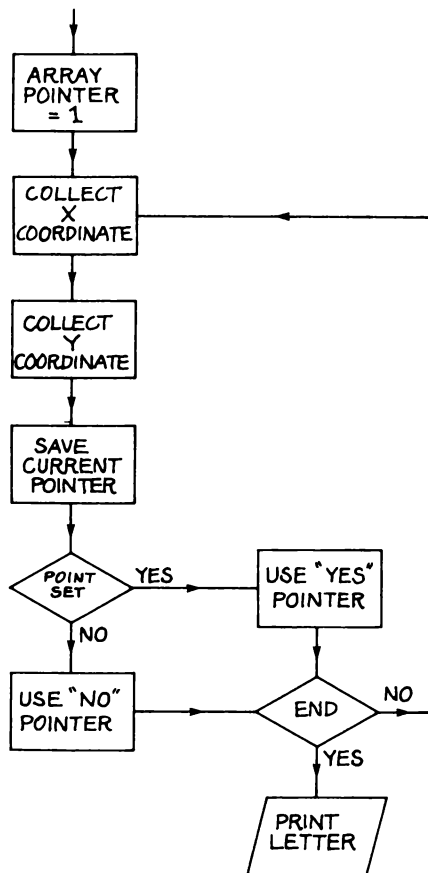 ARRAY
POINTER
= 1
COLLECT
X
COORDINATE
COLLECT
Y
COORDINATE
SAVE
CURRENT
POINTER
POINT
SET
YES
USE "YES"
POINTER
NO
USE "NO"
POINTER
END
NO
YES
PRINT
LETTER